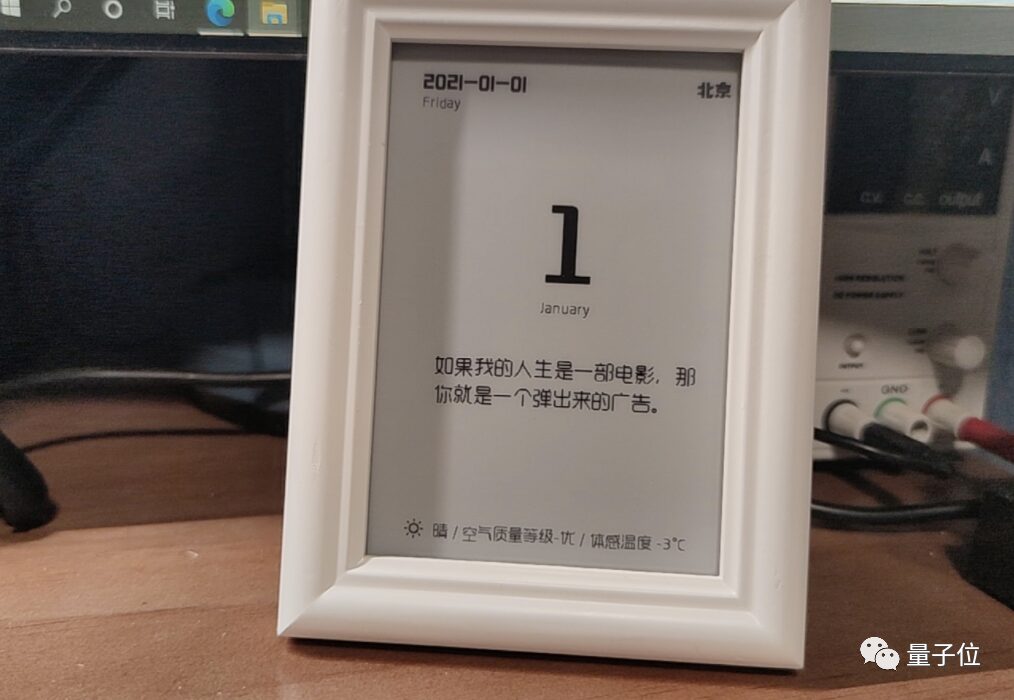 2021-01-01
北京
Friday
1
January
如果我的人生是一部电影，那
你就是一个弹出来的广告。
晴 / 空气质量等级-优 / 体感温度 -3℃
V
A
c.v. c.c. output
GND
量子位